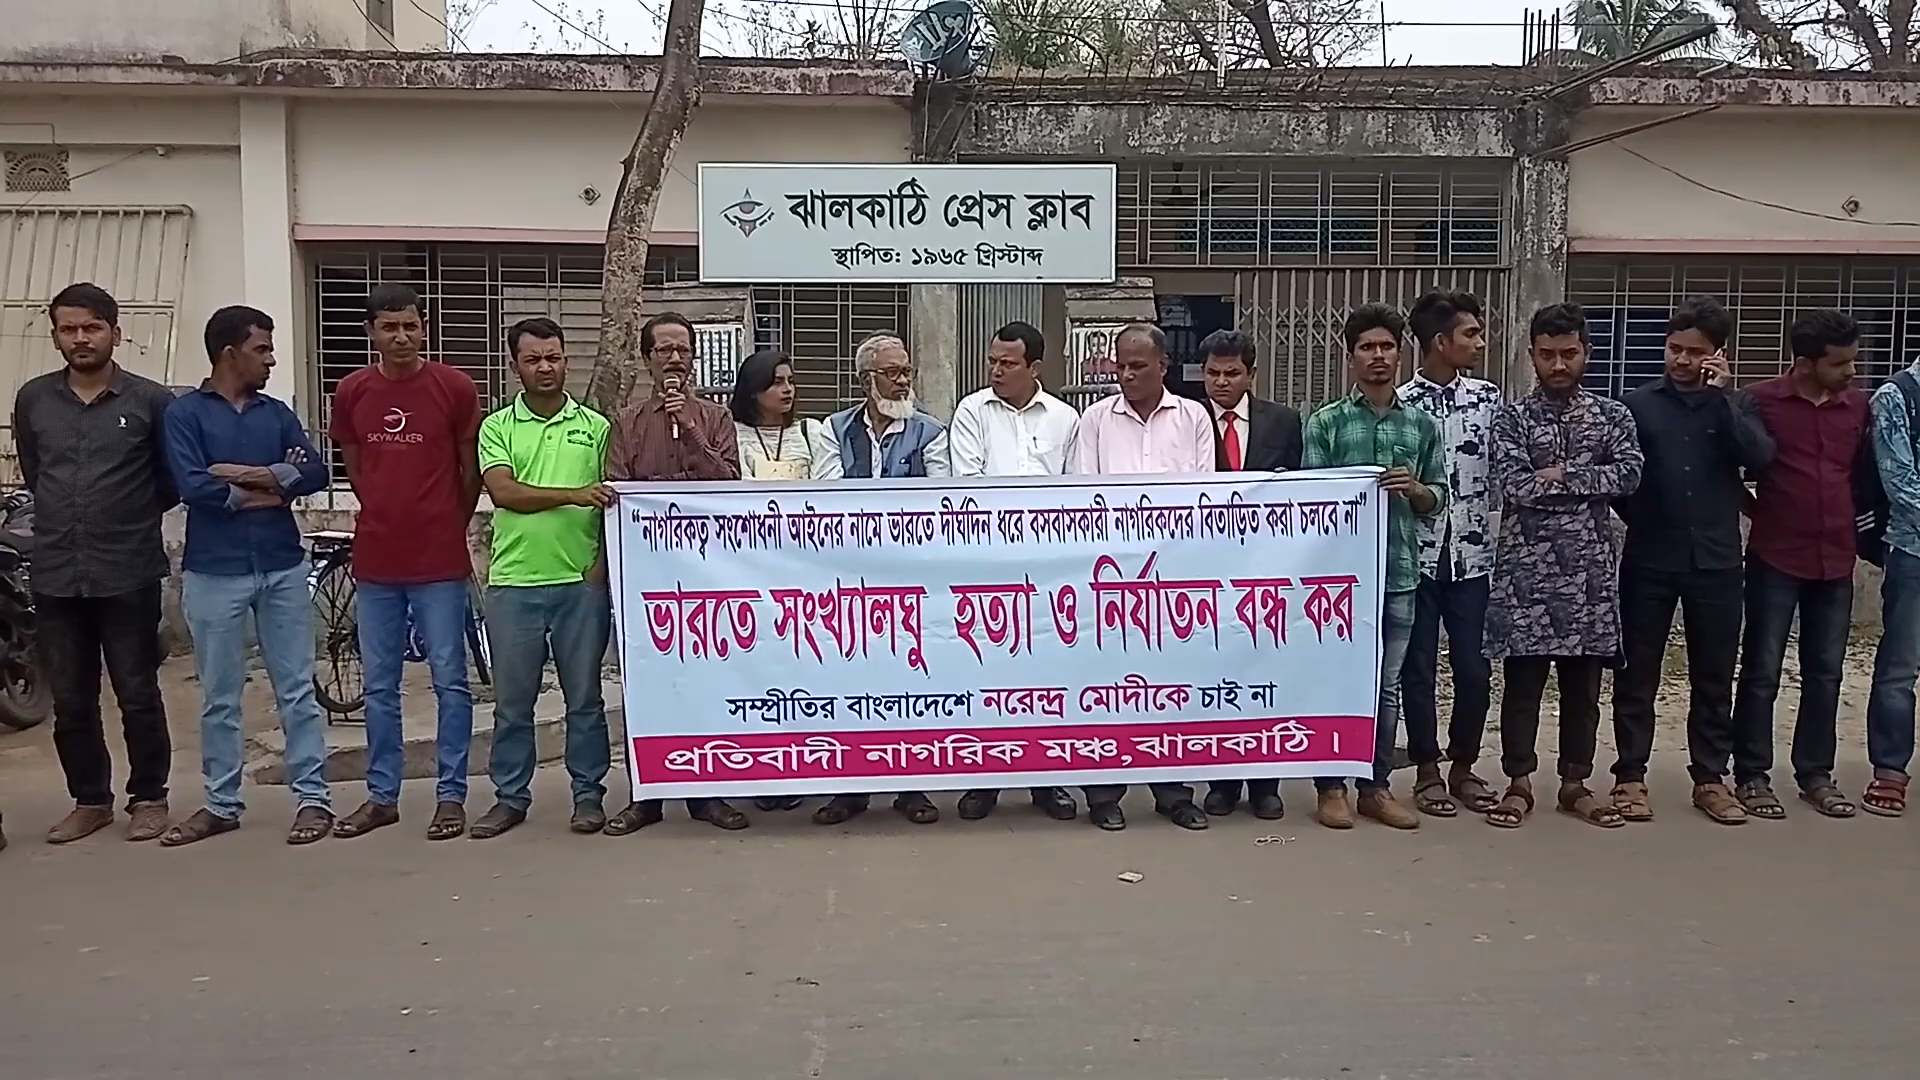 ঝালকাঠি প্রেস ক্লাব
স্থাপিত: ১৯৬৫ খ্রিস্টাব্দ
SKYWALKER
“নাগরিকত্ব সংশোধনী আইনের নামে ভারতে দীর্ঘদিন ধরে বসবাসকারী নাগরিকদের বিতাড়িত করা চলবে না”
ভারতে সংখ্যালঘু হত্যা ও নির্যাতন বন্ধ কর
সম্প্রীতির বাংলাদেশে নরেন্দ্র মোদীকে চাই না
প্রতিবাদী নাগরিক মঞ্চ,ঝালকাঠি ।